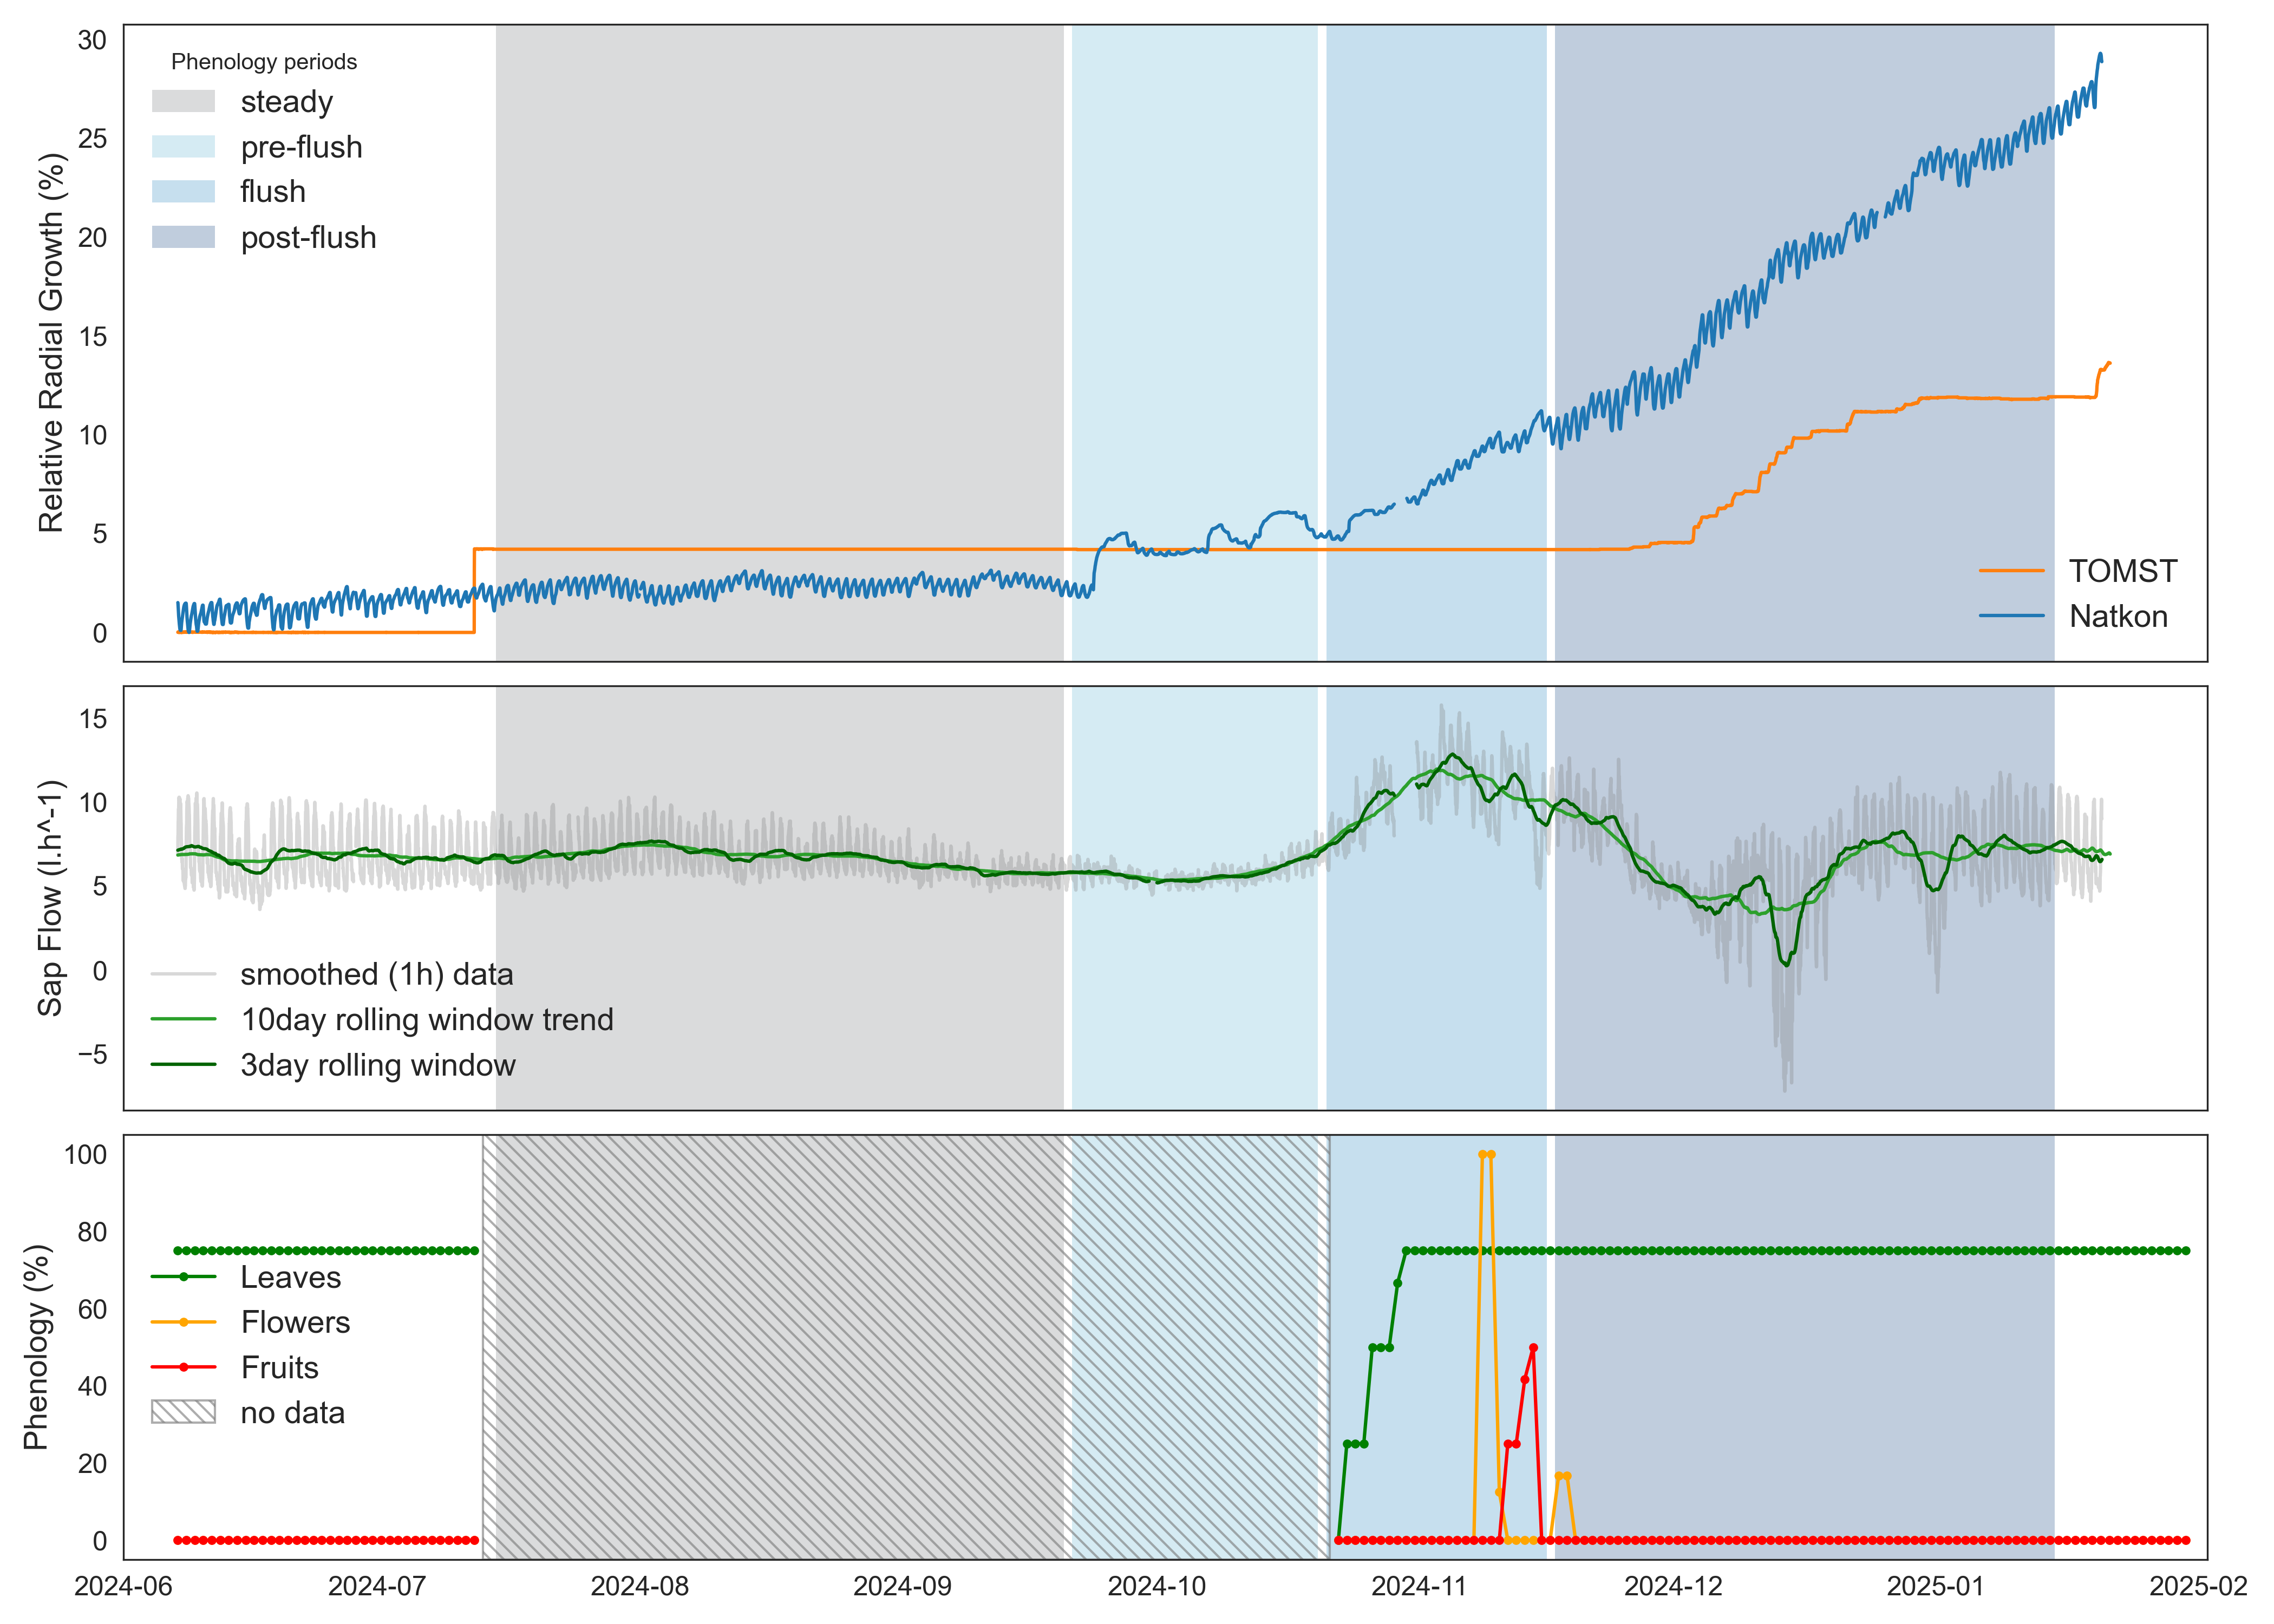 30
25
20
15
10
5
0
Relative Radial Growth (%)
Phenology periods
steady
pre-flush
flush
post-flush
TOMST
Natkon
15
10
5
0
−5
Sap Flow (l.h^-1)
smoothed (1h) data
10day rolling window trend
3day rolling window
100
80
60
40
20
0
Phenology (%)
Leaves
Flowers
Fruits
no data
2024-06 2024-07 2024-08 2024-09 2024-10 2024-11 2024-12 2025-01 2025-02